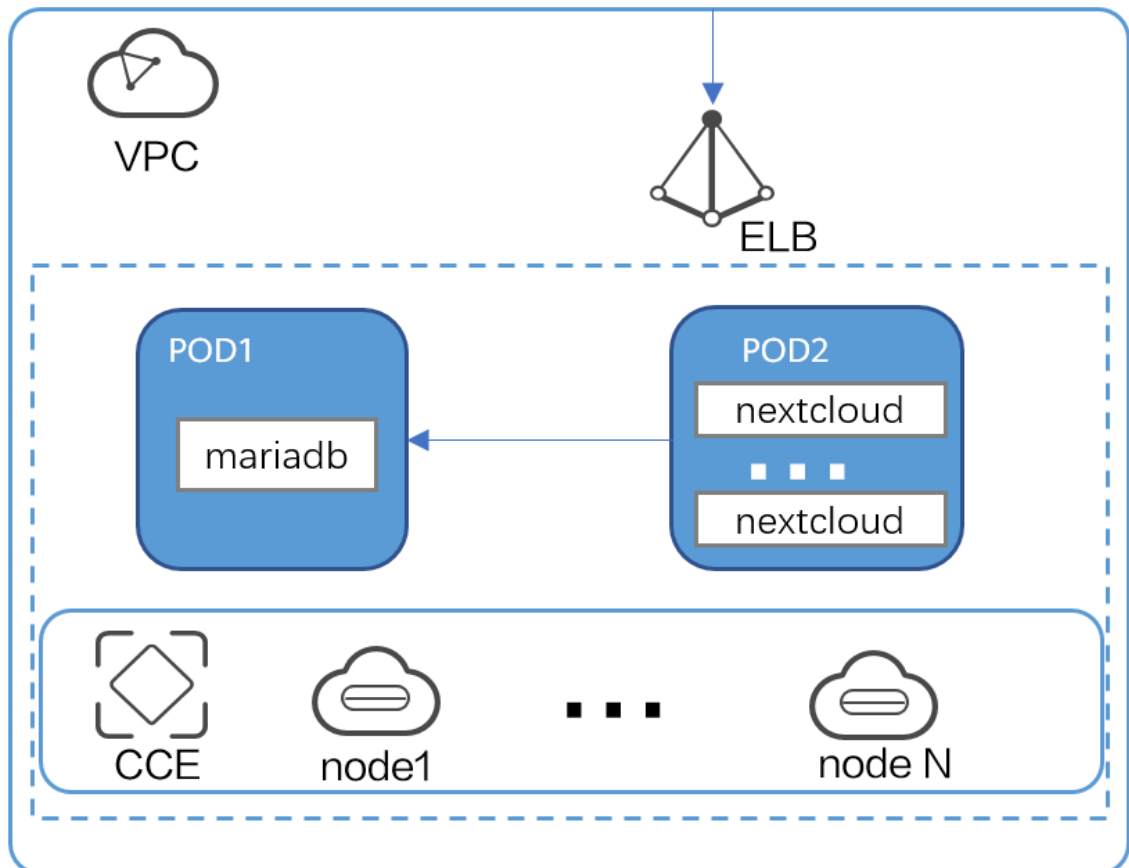 VPC
ELB
POD1
POD2
nextcloud
mariadb
nextcloud
CCE
node1
node N